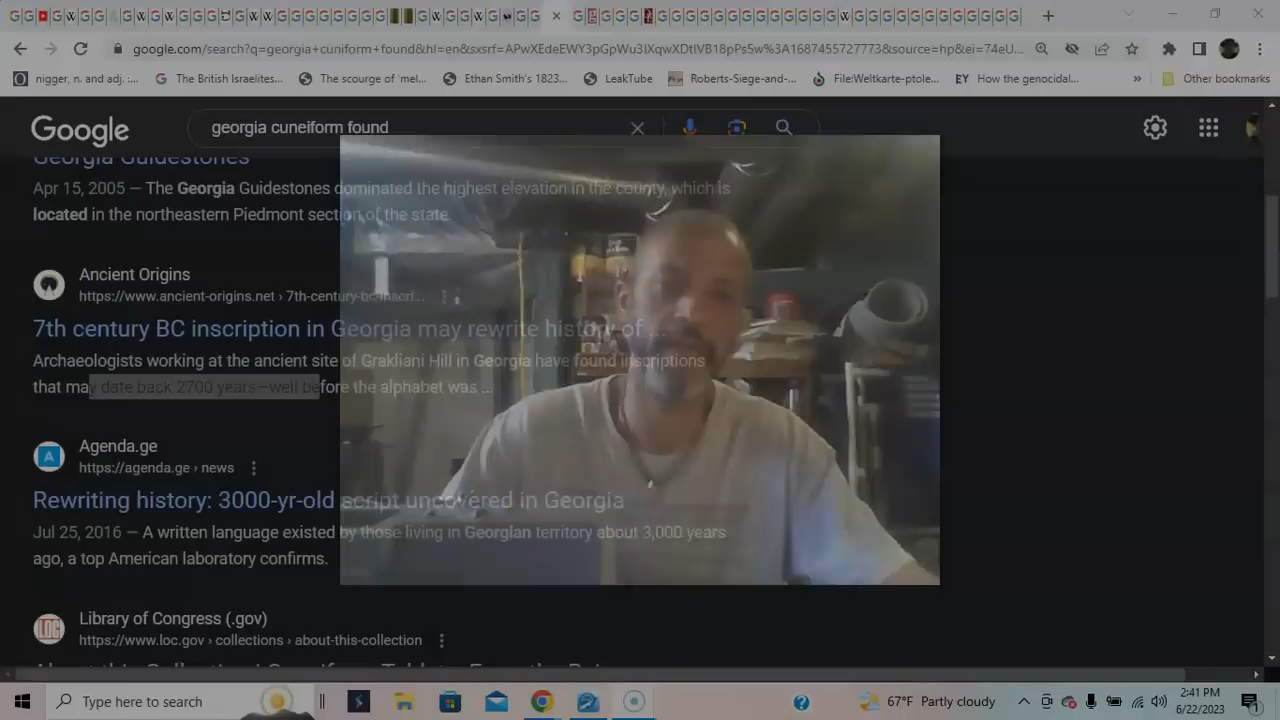 google.com/search?q=georgia+cuniform+found&hl=en&sxsrf=APwXEdeEWY3pGpWu3IXqwXDtlVB18pPs5w%3A1687455727773&source=hp&ei=74eU...
nigger, n. and adj. :... The British Israelites... The scourge of 'mel... Ethan Smith's 1823... LeakTube Roberts-Siege-and-... File:Weltkarte-ptole... EY How the genocidal... » Other bookmarks
Google georgia cuneiform found
Georgia Guidestones
Apr 15, 2005 — The Georgia Guidestones dominated the highest elevation in the county, which is
located in the northeastern Piedmont section of the state.
Ancient Origins
https://www.ancient-origins.net › 7th-century-bc-inscri...
7th century BC inscription in Georgia may rewrite history of ...
Archaeologists working at the ancient site of Grakliani Hill in Georgia have found inscriptions
that may date back 2700 years—well before the alphabet was ...
A Agenda.ge
https://agenda.ge › news
Rewriting history: 3000-yr-old script uncovered in Georgia
Jul 25, 2016 — A written language existed by those living in Georgian territory about 3,000 years
ago, a top American laboratory confirms.
LOC Library of Congress (.gov)
https://www.loc.gov › collections › about-this-collection
Type here to search 67°F Partly cloudy 2:41 PM
6/22/2023